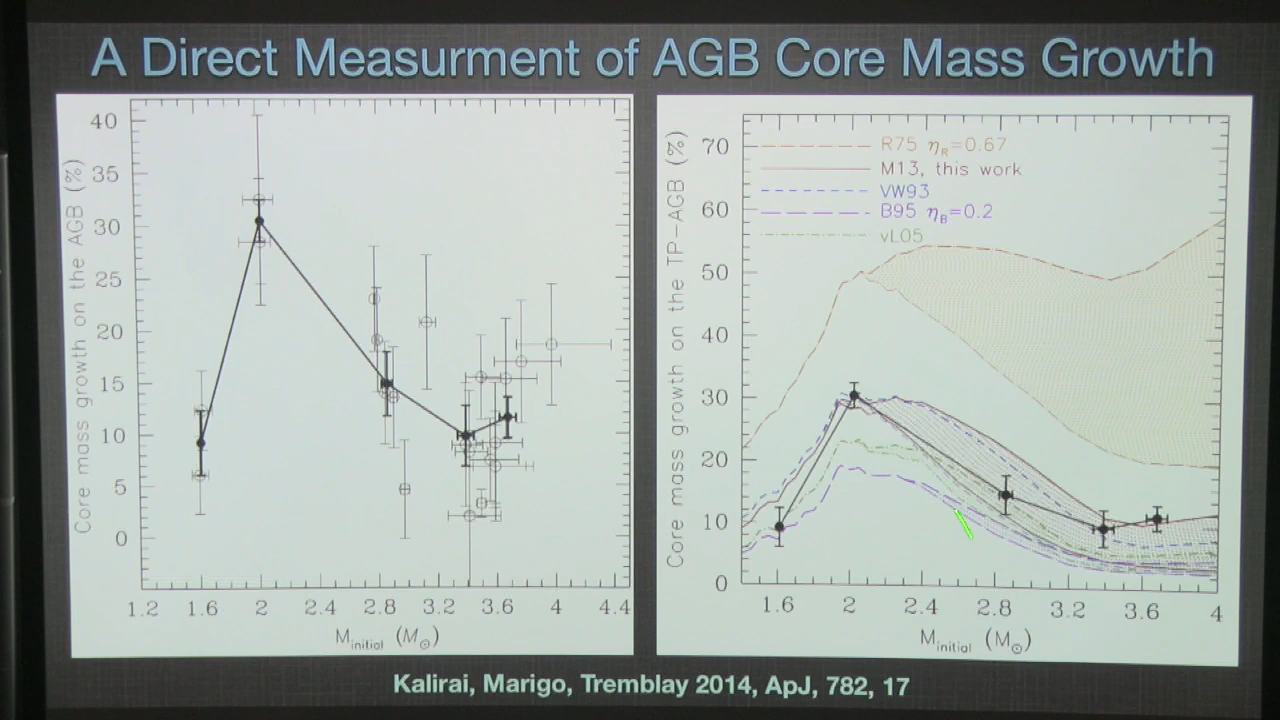 A Direct Measurment of AGB Core Mass Growth
Core mass growth on the AGB (%)
40
35
30
25
20
15
10
5
0
1.2 1.6 2 2.4 2.8 3.2 3.6 4 4.4
M_initial (M_⊙)
Core mass growth on the TP-AGB (%)
70
60
50
40
30
20
10
0
R75 η_R=0.67
M13, this work
VW93
B95 η_B=0.2
vL05
1.6 2 2.4 2.8 3.2 3.6 4
M_initial (M_⊙)
Kalirai, Marigo, Tremblay 2014, ApJ, 782, 17